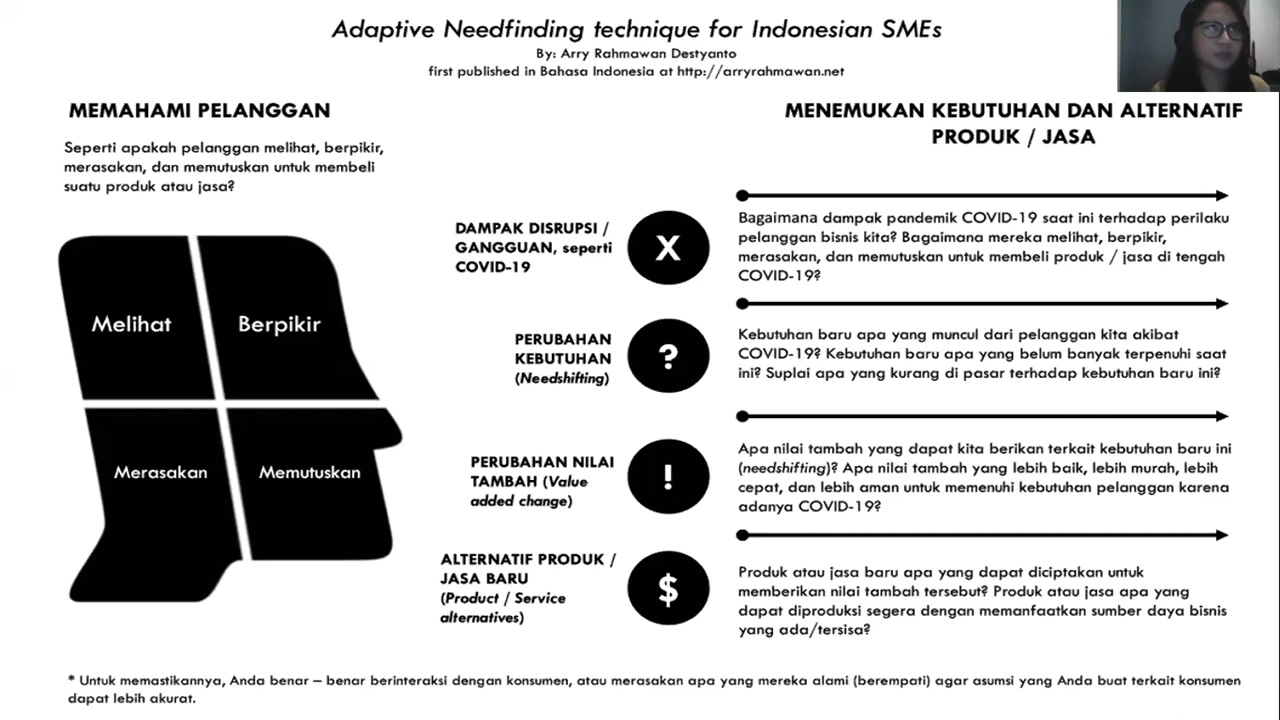 Adaptive Needfinding technique for Indonesian SMEs
By: Arry Rahmawan Destyanto
first published in Bahasa Indonesia at http://arryrahmawan.net
MEMAHAMI PELANGGAN
Seperti apakah pelanggan melihat, berpikir,
merasakan, dan memutuskan untuk membeli
suatu produk atau jasa?
Melihat
Berpikir
Merasakan
Memutuskan
MENEMUKAN KEBUTUHAN DAN ALTERNATIF
PRODUK / JASA
DAMPAK DISRUPSI /
GANGGUAN, seperti
COVID-19
X
Bagaimana dampak pandemik COVID-19 saat ini terhadap perilaku
pelanggan bisnis kita? Bagaimana mereka melihat, berpikir,
merasakan, dan memutuskan untuk membeli produk / jasa di tengah
COVID-19?
PERUBAHAN
KEBUTUHAN
(Needshifting)
?
Kebutuhan baru apa yang muncul dari pelanggan kita akibat
COVID-19? Kebutuhan baru apa yang belum banyak terpenuhi saat
ini? Suplai apa yang kurang di pasar terhadap kebutuhan baru ini?
PERUBAHAN NILAI
TAMBAH (Value
added change)
!
Apa nilai tambah yang dapat kita berikan terkait kebutuhan baru ini
(needshifting)? Apa nilai tambah yang lebih baik, lebih murah, lebih
cepat, dan lebih aman untuk memenuhi kebutuhan pelanggan karena
adanya COVID-19?
ALTERNATIF PRODUK /
JASA BARU
(Product / Service
alternatives)
$
Produk atau jasa baru apa yang dapat diciptakan untuk
memberikan nilai tambah tersebut? Produk atau jasa apa yang
dapat diproduksi segera dengan memanfaatkan sumber daya bisnis
yang ada/tersisa?
* Untuk memastikannya, Anda benar – benar berinteraksi dengan konsumen, atau merasakan apa yang mereka alami (berempati) agar asumsi yang Anda buat terkait konsumen
dapat lebih akurat.